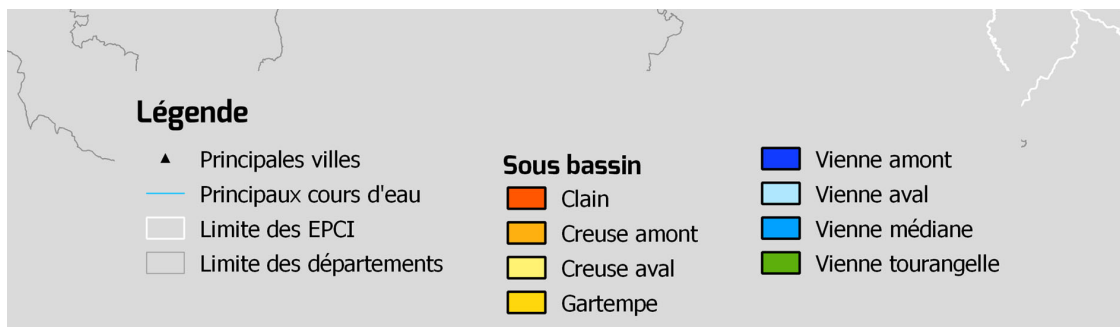 Légende
Principales villes
Principaux cours d'eau
Limite des EPCI
Limite des départements
Sous bassin
Clain
Creuse amont
Creuse aval
Gartempe
Vienne amont
Vienne aval
Vienne médiane
Vienne tourangelle